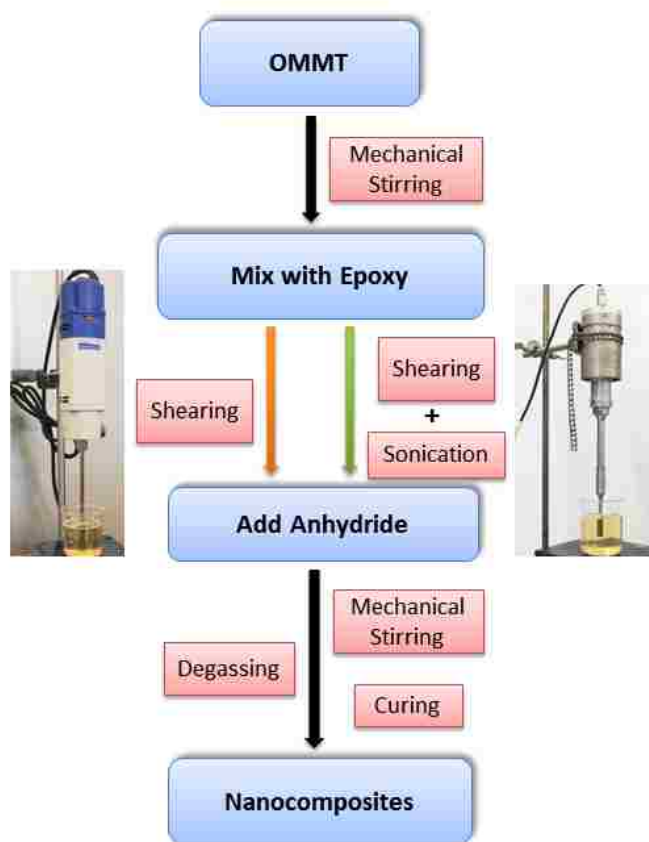 OMMT
Mechanical
Stirring
Mix with Epoxy
Shearing
Shearing
+
Sonication
Add Anhydride
Mechanical
Stirring
Degassing
Curing
Nanocomposites